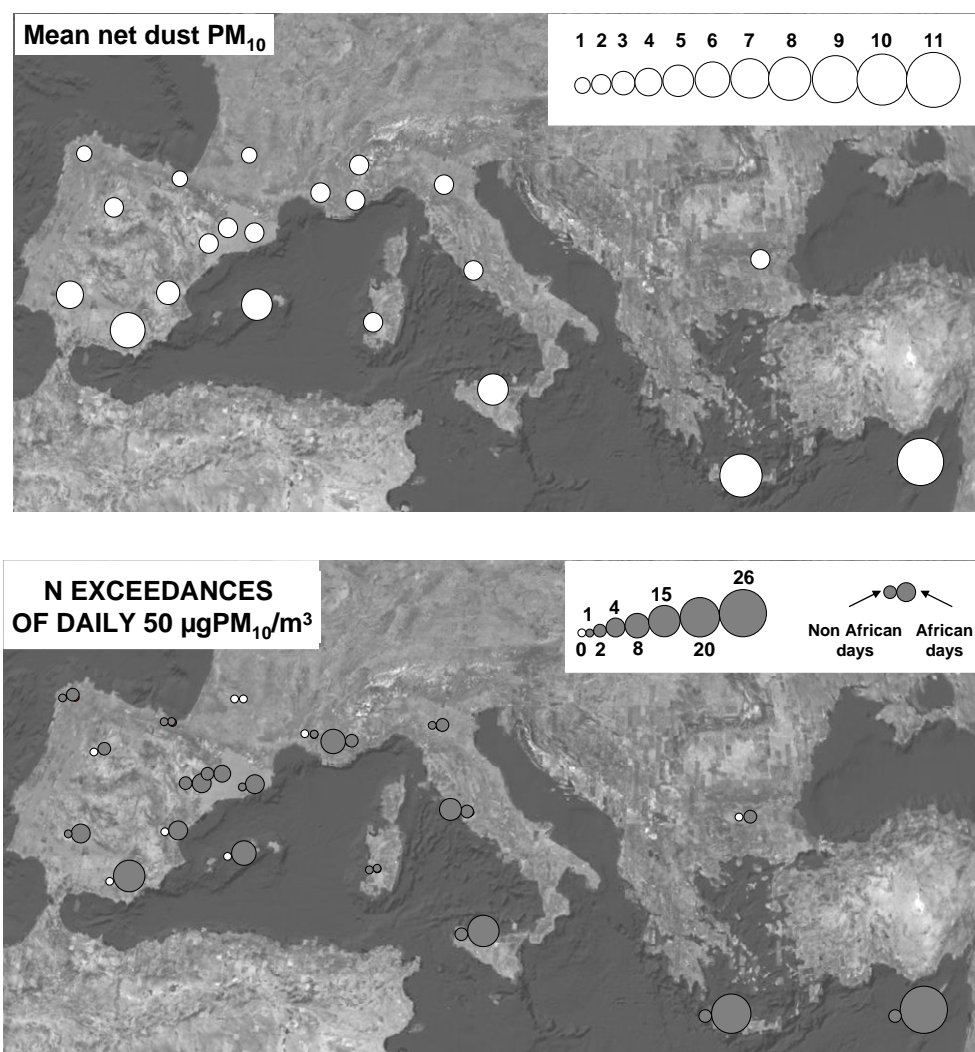 Mean net dust PM₁₀
1 2 3 4 5 6 7 8 9 10 11
N EXCEEDANCES
OF DAILY 50 µgPM₁₀/m³
26
15
4
1
0 2 8 20
Non African days
African days